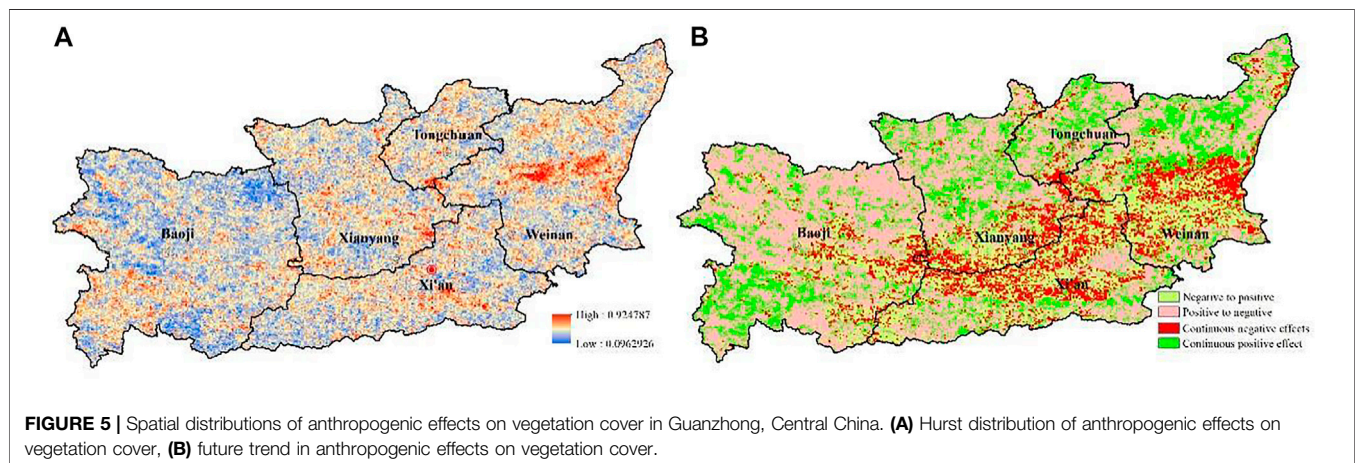 A
B
Tongchuan
Baoji
Xianyang
Weinan
Xi'an
High : 0.924787
Low : 0.0962926
Tongchuan
Baoji
Xianyang
Weinan
Xi'an
Negative to positive
Positive to negative
Continuous negative effects
Continuous positive effect
FIGURE 5 | Spatial distributions of anthropogenic effects on vegetation cover in Guanzhong, Central China. (A) Hurst distribution of anthropogenic effects on
vegetation cover, (B) future trend in anthropogenic effects on vegetation cover.